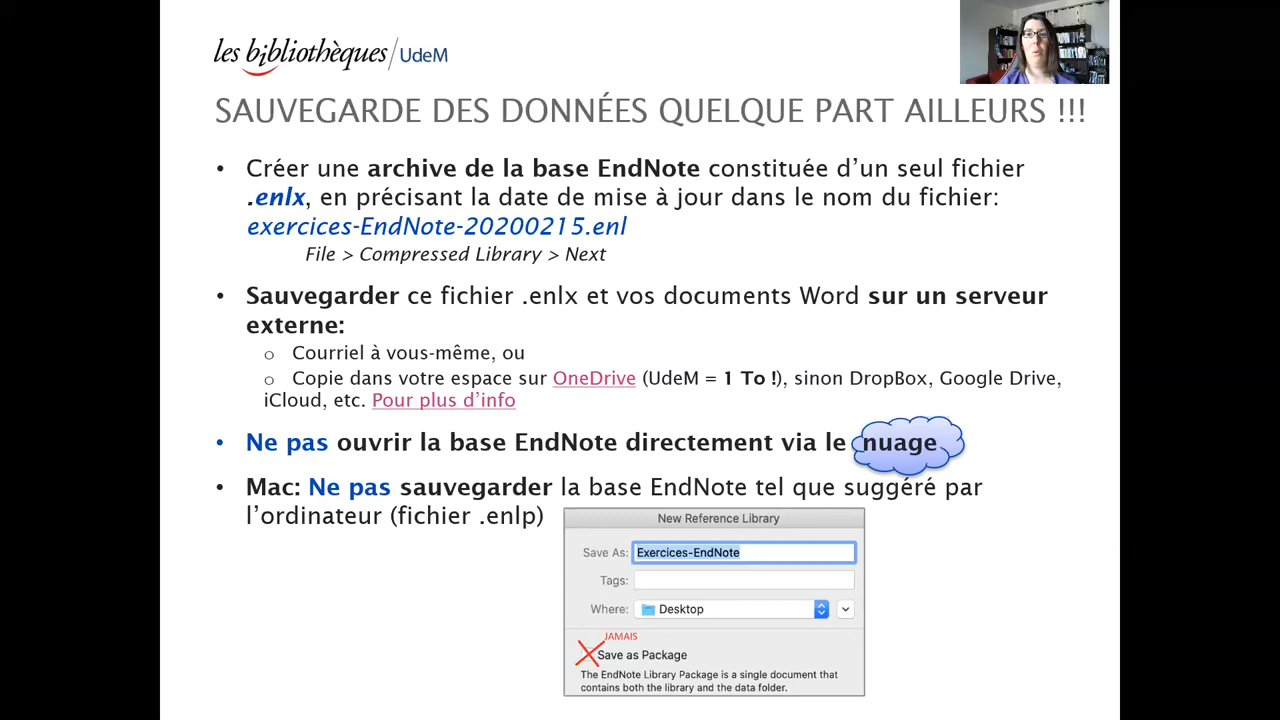 les bibliothèques/UdeM
SAUVEGARDE DES DONNÉES QUELQUE PART AILLEURS !!!
• Créer une archive de la base EndNote constituée d'un seul fichier
.enlx, en précisant la date de mise à jour dans le nom du fichier:
exercices-EndNote-20200215.enl
File > Compressed Library > Next
• Sauvegarder ce fichier .enlx et vos documents Word sur un serveur
externe:
o Courriel à vous-même, ou
o Copie dans votre espace sur OneDrive (UdeM = 1 To !), sinon DropBox, Google Drive,
iCloud, etc. Pour plus d'info
• Ne pas ouvrir la base EndNote directement via le nuage
• Mac: Ne pas sauvegarder la base EndNote tel que suggéré par
l'ordinateur (fichier .enlp)
New Reference Library
Save As: Exercices-EndNote
Tags:
Where: Desktop
JAMAIS
Save as Package
The EndNote Library Package is a single document that
contains both the library and the data folder.